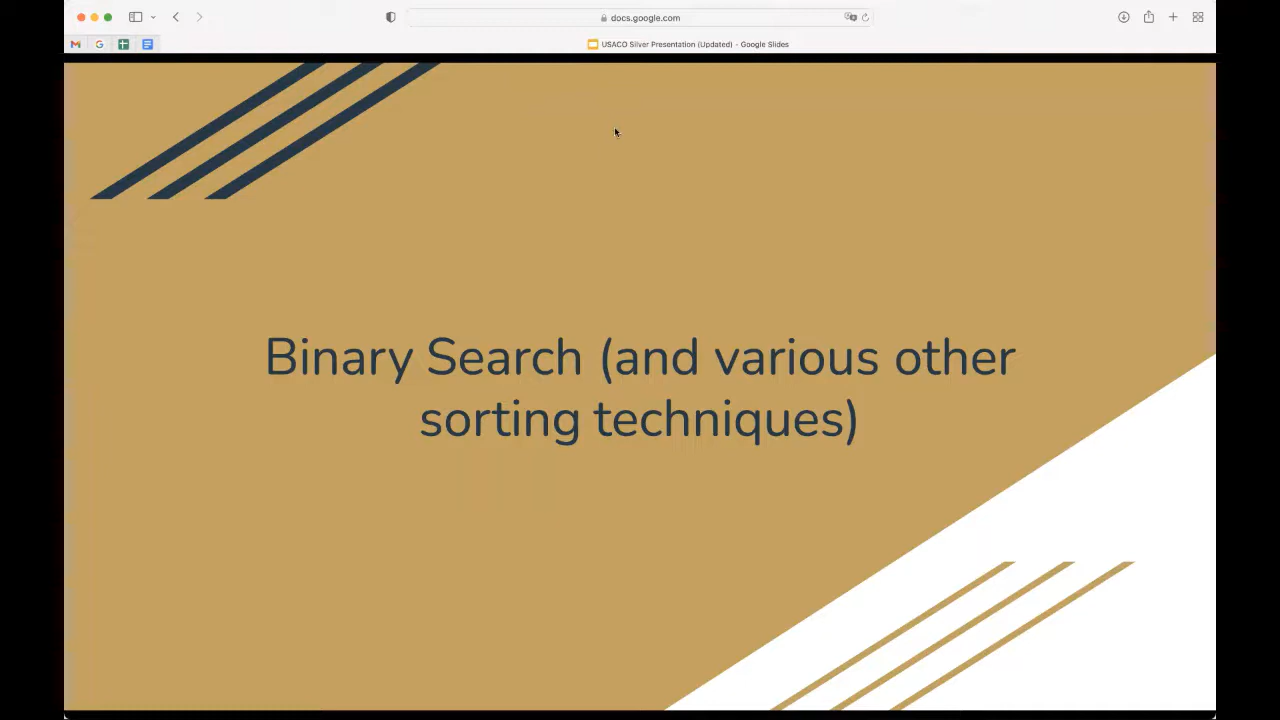 docs.google.com
USACO Silver Presentation (Updated) - Google Slides
Binary Search (and various other
sorting techniques)